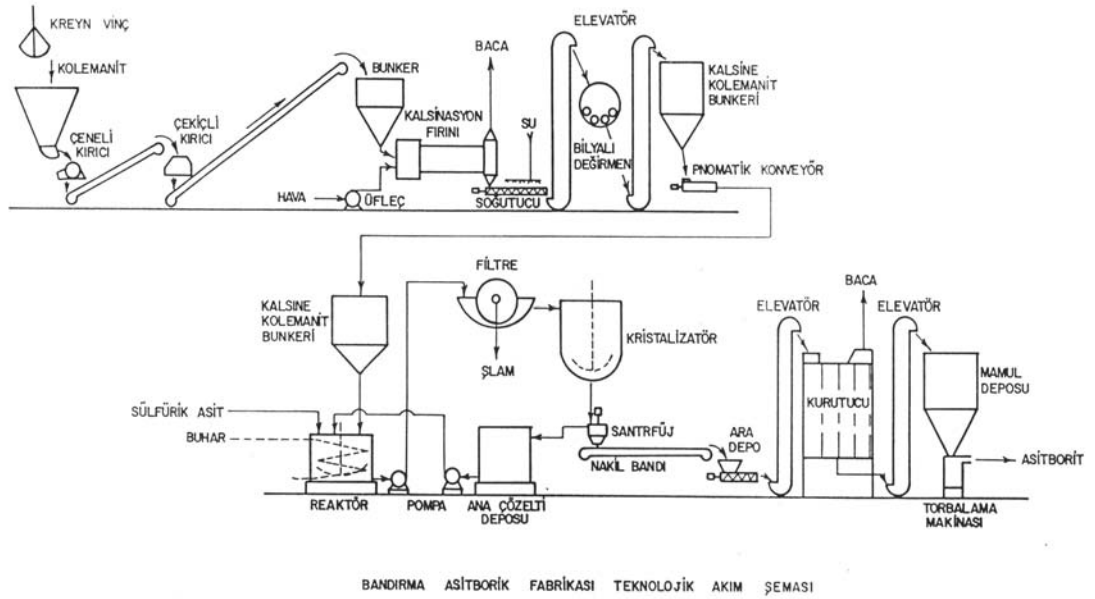 KREYN VİNÇ
KOLEMANİT
ÇENELİ
KIRICI
ÇEKİÇLİ
KIRICI
BUNKER
KALSİNASYON
FIRINI
HAVA
ÜFLEÇ
BACA
SU
SOĞUTUCU
ELEVATÖR
BİLYALI
DEĞİRMEN
KALSİNE
KOLEMANİT
BUNKERİ
PNOMATİK KONVEYÖR
KALSINE
KOLEMANİT
BUNKERİ
FİLTRE
ŞLAM
KRİSTALİZATÖR
SÜLFÜRİK ASİT
BUHAR
REAKTÖR
POMPA
ANA ÇÖZELTİ
DEPOSU
SANTRFÜJ
NAKİL BANDI
ARA
DEPO
ELEVATÖR
BACA
KURUTUCU
ELEVATÖR
MAMUL
DEPOSU
ASİTBORİT
TORBALAMA
MAKİNASI
BANDIRMA ASİTBORİK FABRİKASI TEKNOLOJİK AKIM ŞEMASI